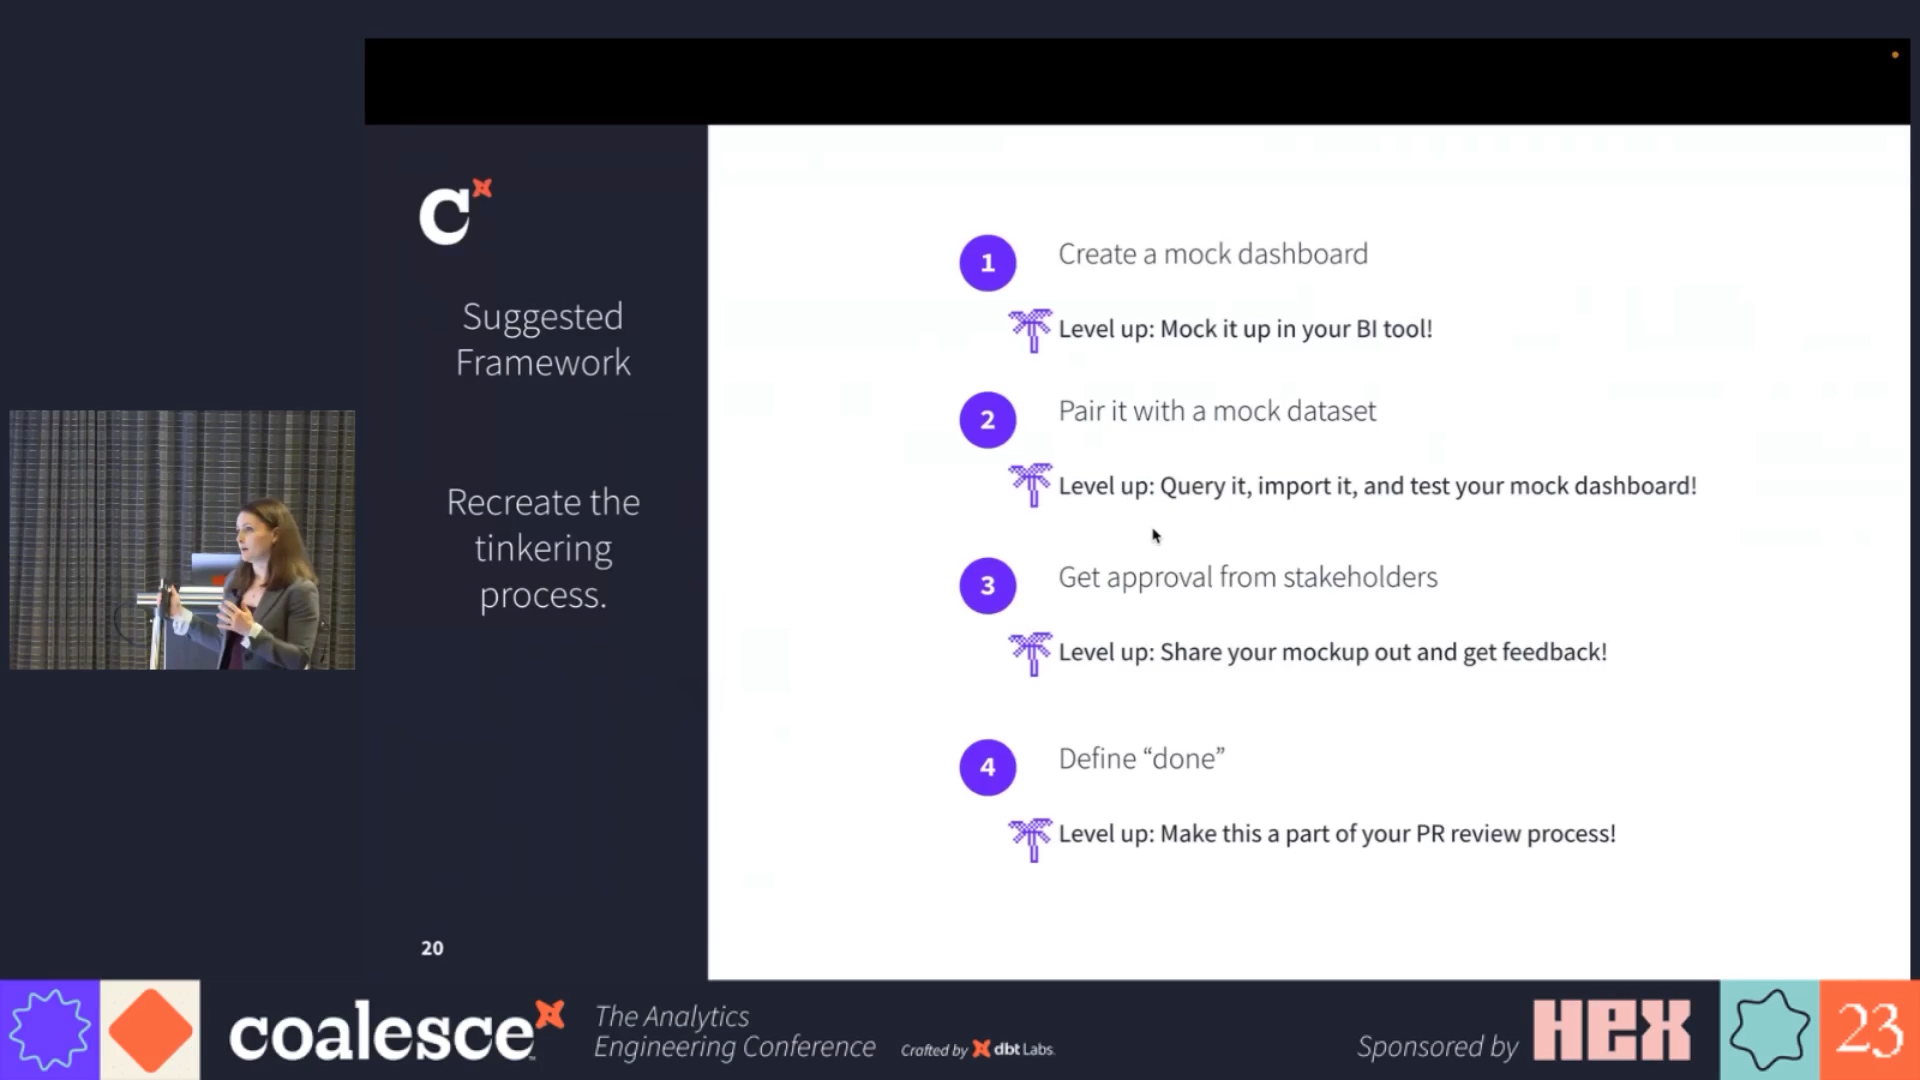 C
Suggested
Framework
Recreate the
tinkering
process.
20
1
Create a mock dashboard
Level up: Mock it up in your BI tool!
2
Pair it with a mock dataset
Level up: Query it, import it, and test your mock dashboard!
3
Get approval from stakeholders
Level up: Share your mockup out and get feedback!
4
Define “done”
Level up: Make this a part of your PR review process!
coalesce
The Analytics
Engineering Conference
Crafted by dbt Labs
Sponsored by HEX
23